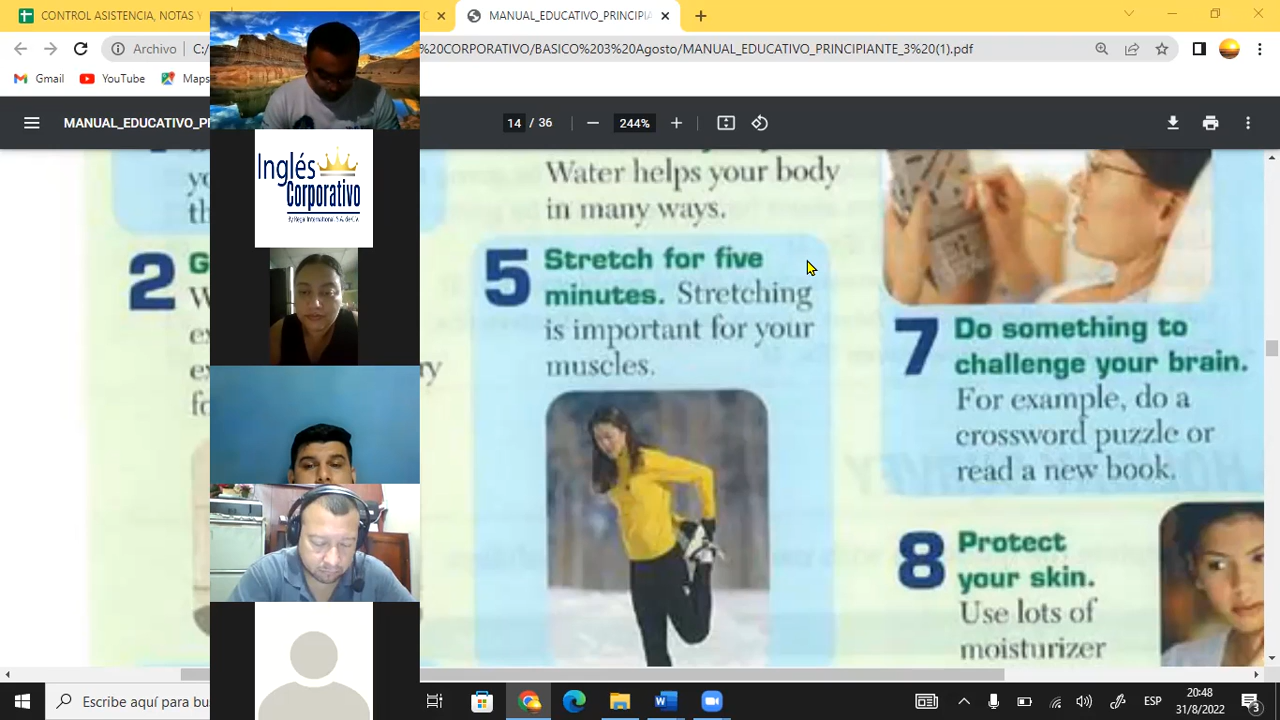 CONTROL ASISTENCIA, NOTAS Y
MANUAL_EDUCATIVO_PRINCIPIA
Archivo
C:/
%20CORPORATIVO/BASICO%203%20Agosto/MANUAL_EDUCATIVO_PRINCIPIANTE_3%20(1).pdf
Gmail
YouTube
Maps
MANUAL_EDUCATIVO_PR
14 / 36
244%
Inglés
Corporativo
Water helps your body
in many ways.
5 Stretch for five
minutes. Stretching
is important for your
muscles.
2 G
7 Do something to
challenge your brain.
For example, do a
crossword puzzle or
read a new book.
8 Protect
your skin.
Use lots of
moisturizer
Escribe aquí para bu
ESP
20:48
31/8/2022
3